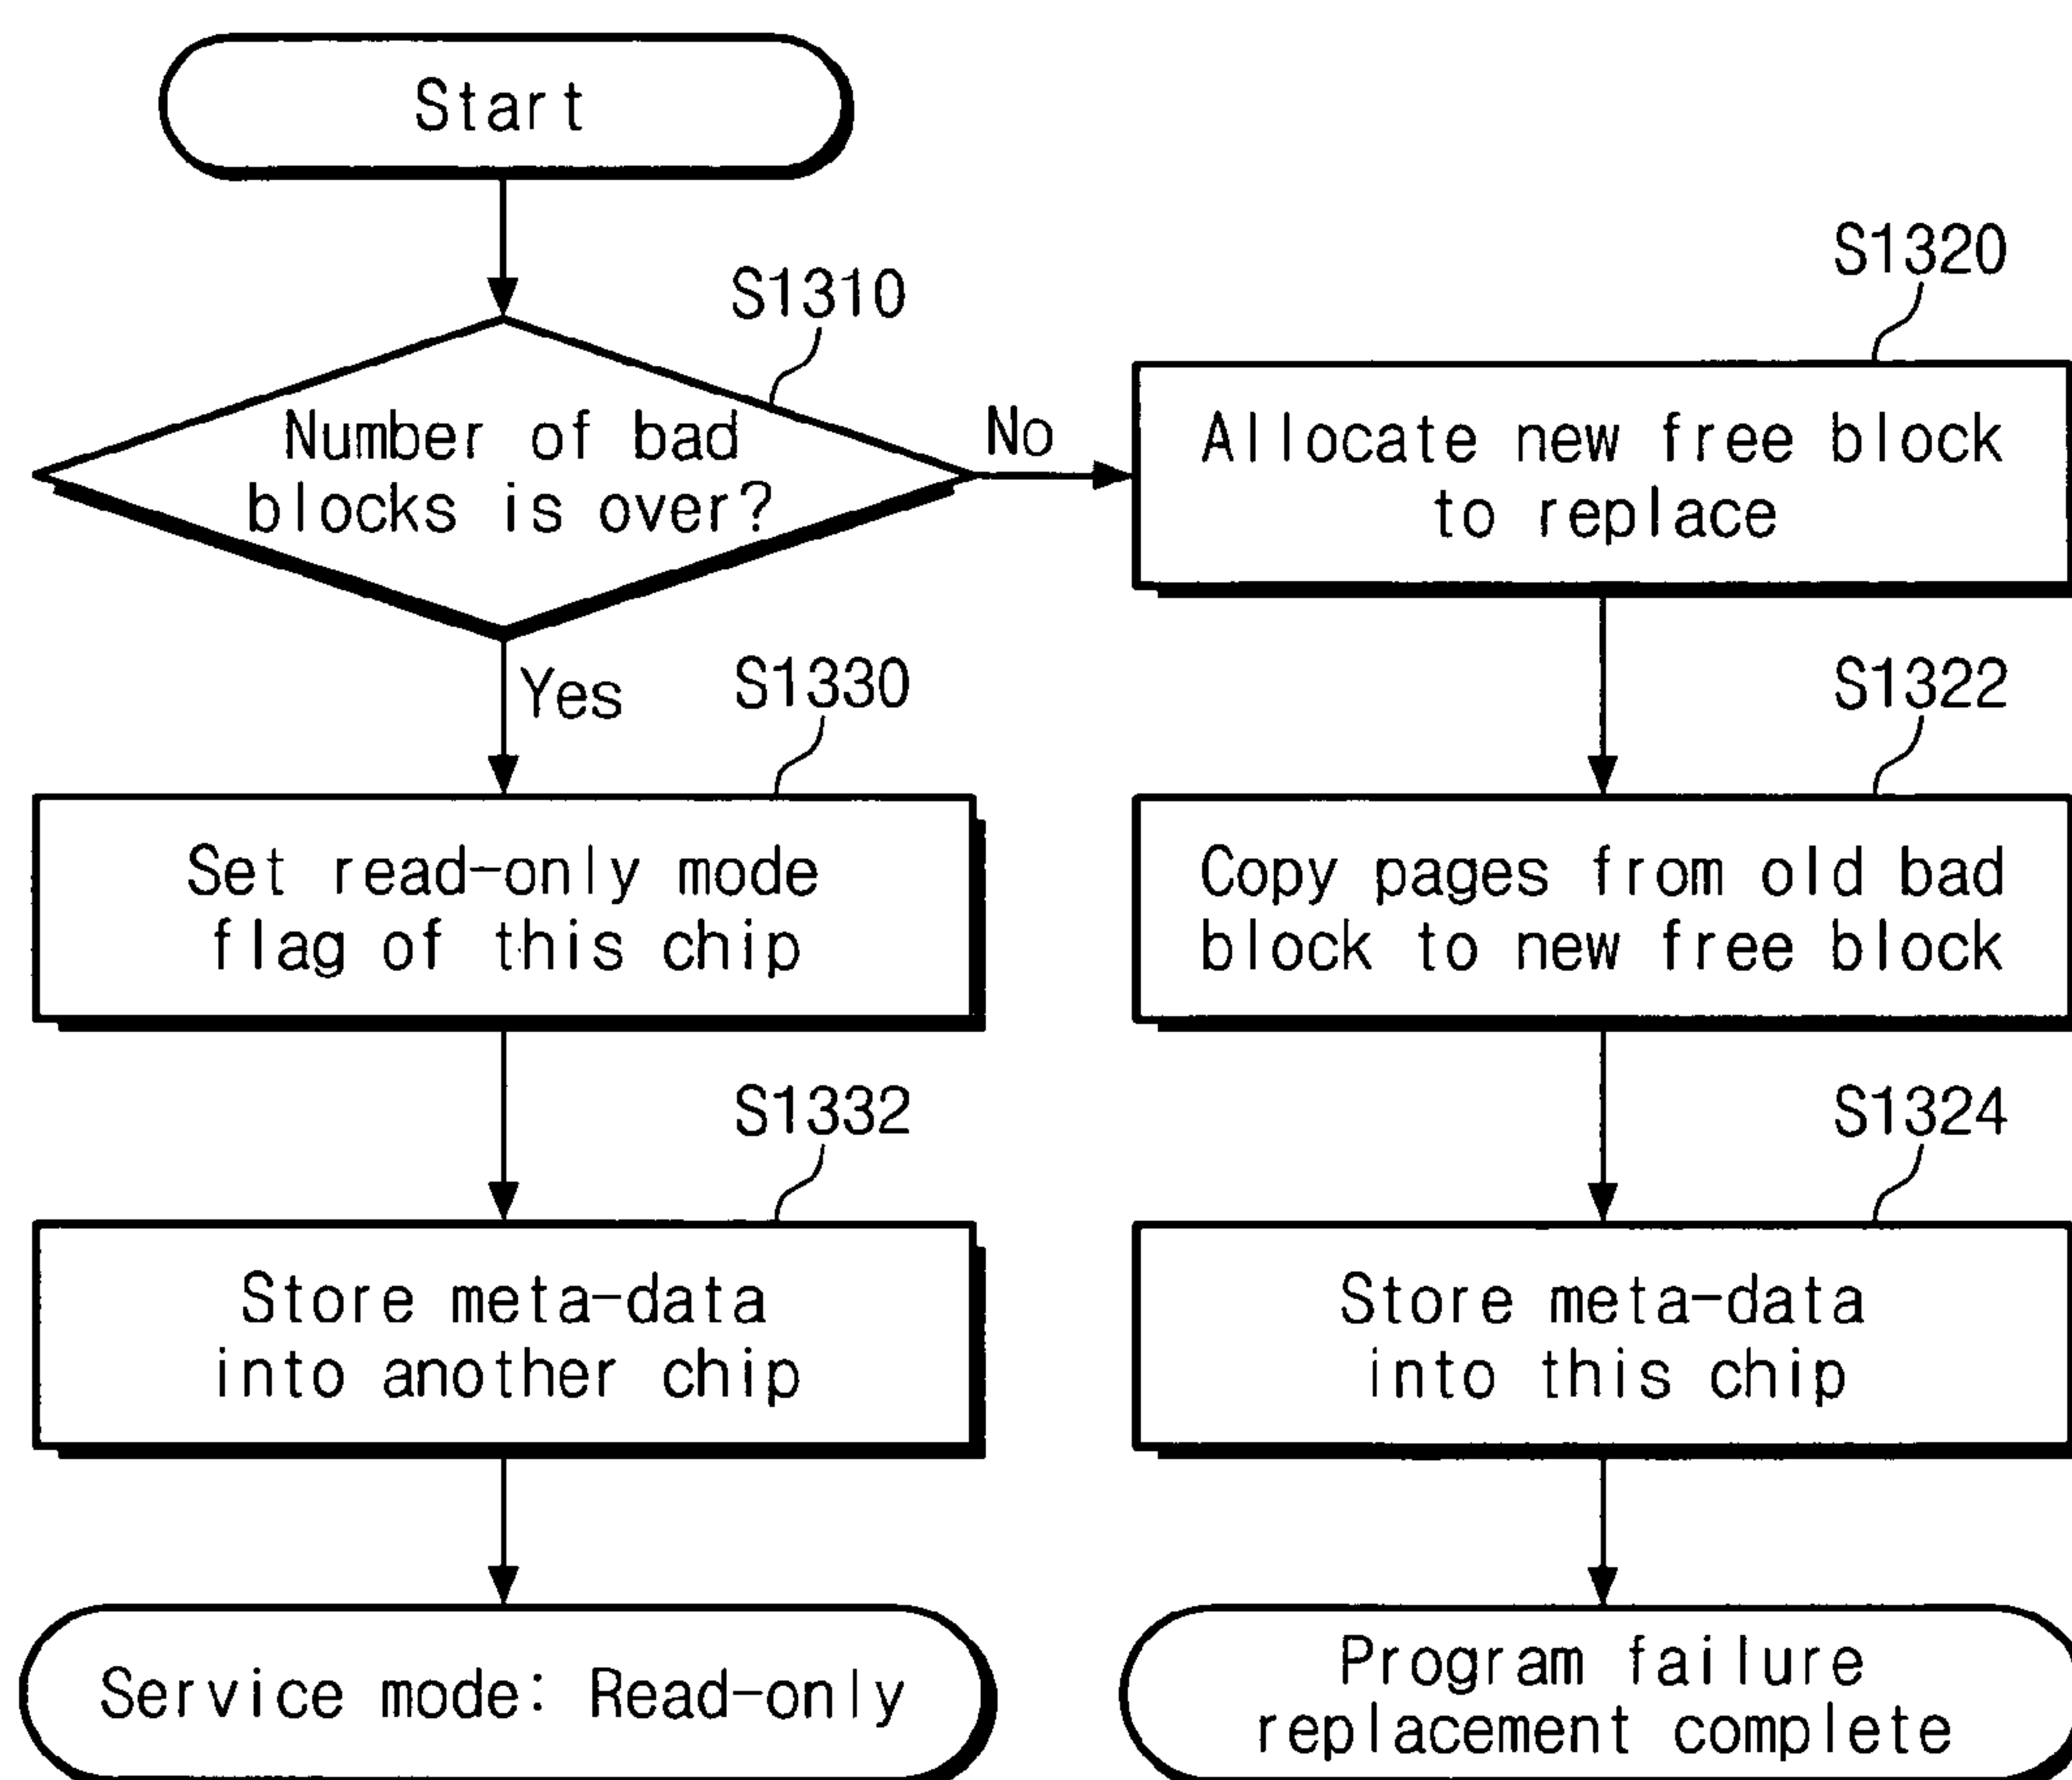 Start
S1310
Number of bad
blocks is over?
No
Yes
S1320
Allocate new free block
to replace
S1322
Copy pages from old bad
block to new free block
S1324
Store meta-data
into this chip
Program failure
replacement complete
S1330
Set read-only mode
flag of this chip
S1332
Store meta-data
into another chip
Service mode: Read-only